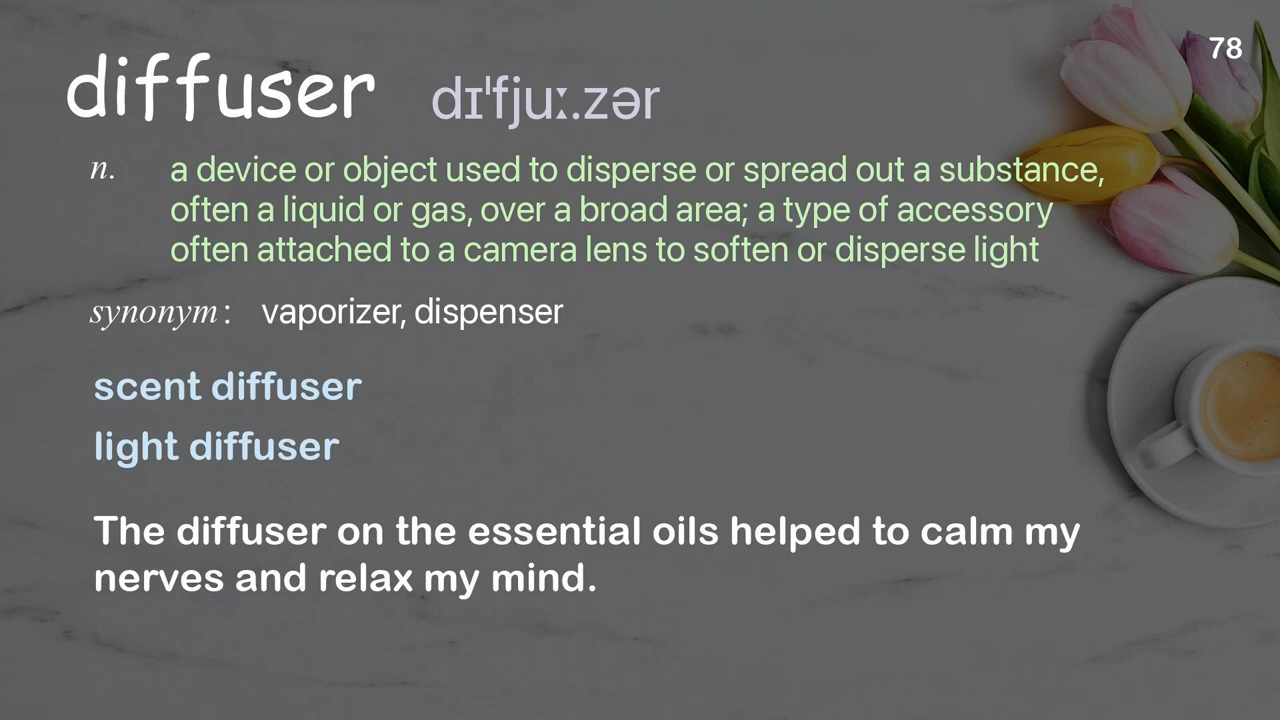 78
diffuser dɪˈfjuː.zər
n. a device or object used to disperse or spread out a substance,
often a liquid or gas, over a broad area; a type of accessory
often attached to a camera lens to soften or disperse light
synonym: vaporizer, dispenser
scent diffuser
light diffuser
The diffuser on the essential oils helped to calm my
nerves and relax my mind.